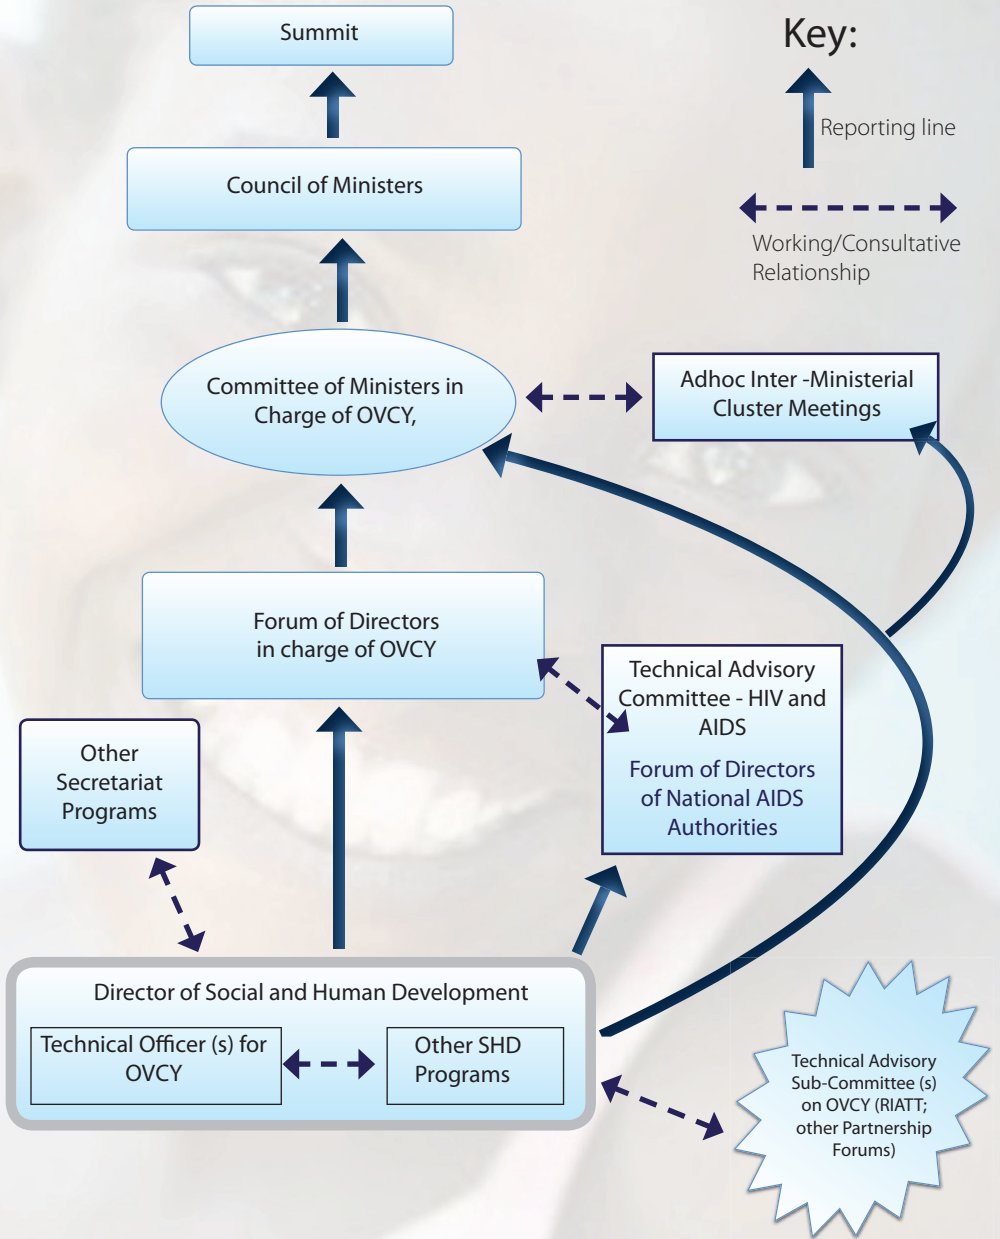 Summit
Key:
Reporting line
Council of Ministers
Working/Consultative
Relationship
Committee of Ministers in
Charge of OVCY,
Adhoc Inter -Ministerial
Cluster Meetings
Forum of Directors
in charge of OVCY
Technical Advisory
Committee - HIV and
AIDS
Forum of Directors
of National AIDS
Authorities
Other
Secretariat
Programs
Director of Social and Human Development
Technical Officer (s) for
OVCY
Other SHD
Programs
Technical Advisory
Sub-Committee (s)
on OVCY (RIATT;
other Partnership
Forums)